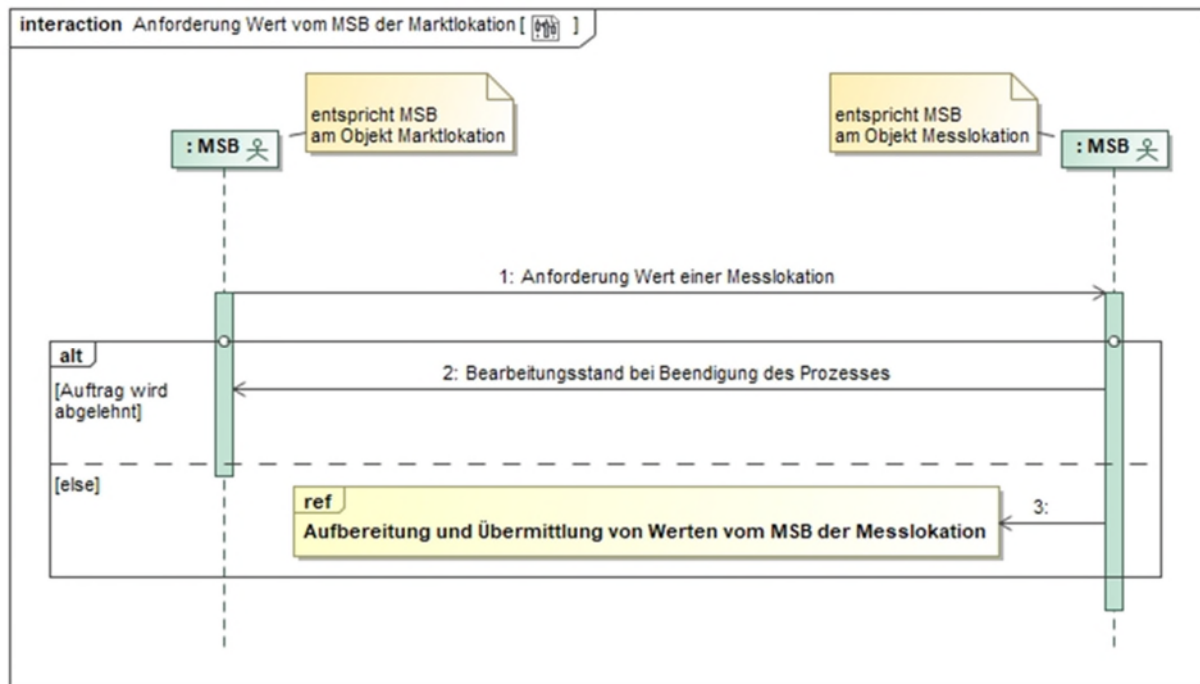 interaction Anforderung Wert vom MSB der Marktlokation [ ]
entspricht MSB
am Objekt Marktlokation
entspricht MSB
am Objekt Messlokation
: MSB
: MSB
1: Anforderung Wert einer Messlokation
alt
[Auftrag wird
abgelehnt]
2: Bearbeitungsstand bei Beendigung des Prozesses
[else]
ref
Aufbereitung und Übermittlung von Werten vom MSB der Messlokation
3: